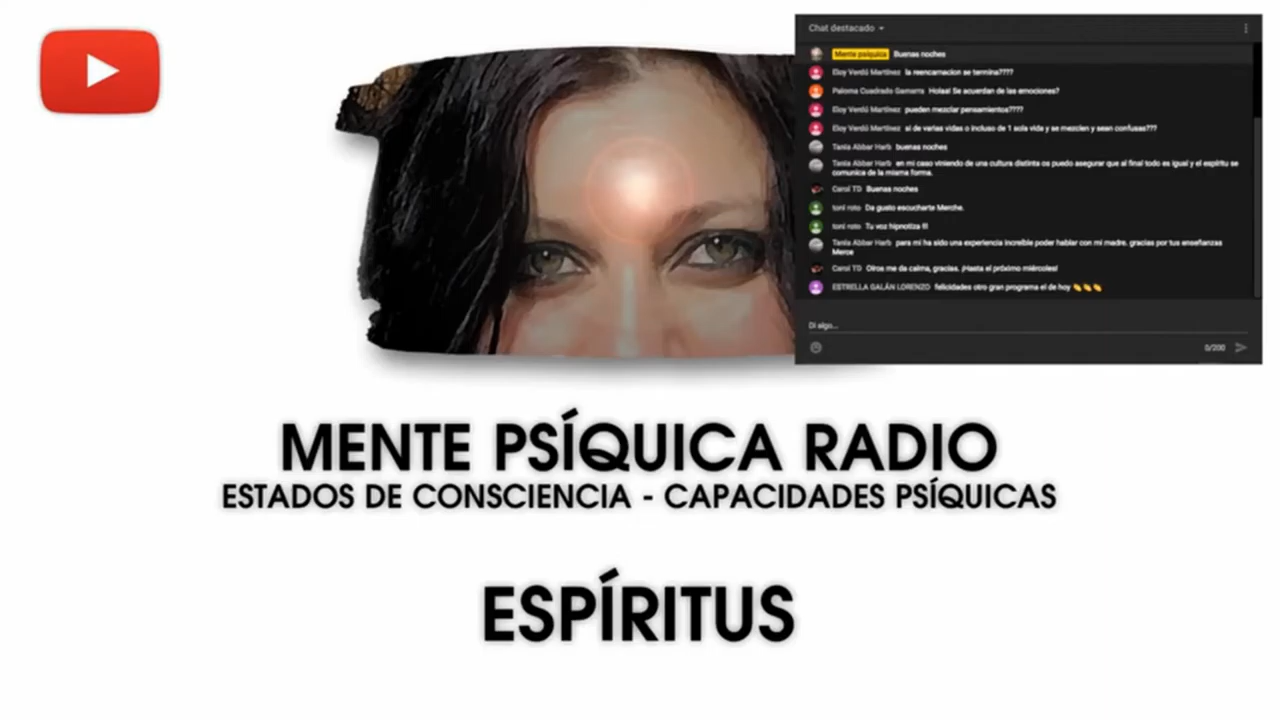 Chat destacado
Mente psíquica Buenas noches
Eloy Verdú Martínez la reencarnacion se termina????
Paloma Cuadrado Gamarra Holaa! Se acuerdan de las emociones?
Eloy Verdú Martínez pueden mezclar pensamientos????
Eloy Verdú Martínez si de varias vidas o incluso de 1 sola vida y se mezclen y sean confusas???
Tania Abbar Harb buenas noches
Tania Abbar Harb en mi caso viniendo de una cultura distinta os puedo asegurar que al final todo es igual y el espíritu se
comunica de la misma forma.
Carol TD Buenas noches
toni roto Da gusto escucharte Merche.
toni roto Tu voz hipnotiza
Tania Abbar Harb para mi ha sido una experiencia increíble poder hablar con mi madre. gracias por tus enseñanzas
Merce
Carol TD Oiros me da calma, gracias. ¡Hasta el próximo miércoles!
ESTRELLA GALÁN LORENZO felicidades otro gran programa el de hoy 👏👏👏
Di algo...
0/200
MENTE PSÍQUICA RADIO
ESTADOS DE CONSCIENCIA - CAPACIDADES PSÍQUICAS
ESPÍRITUS